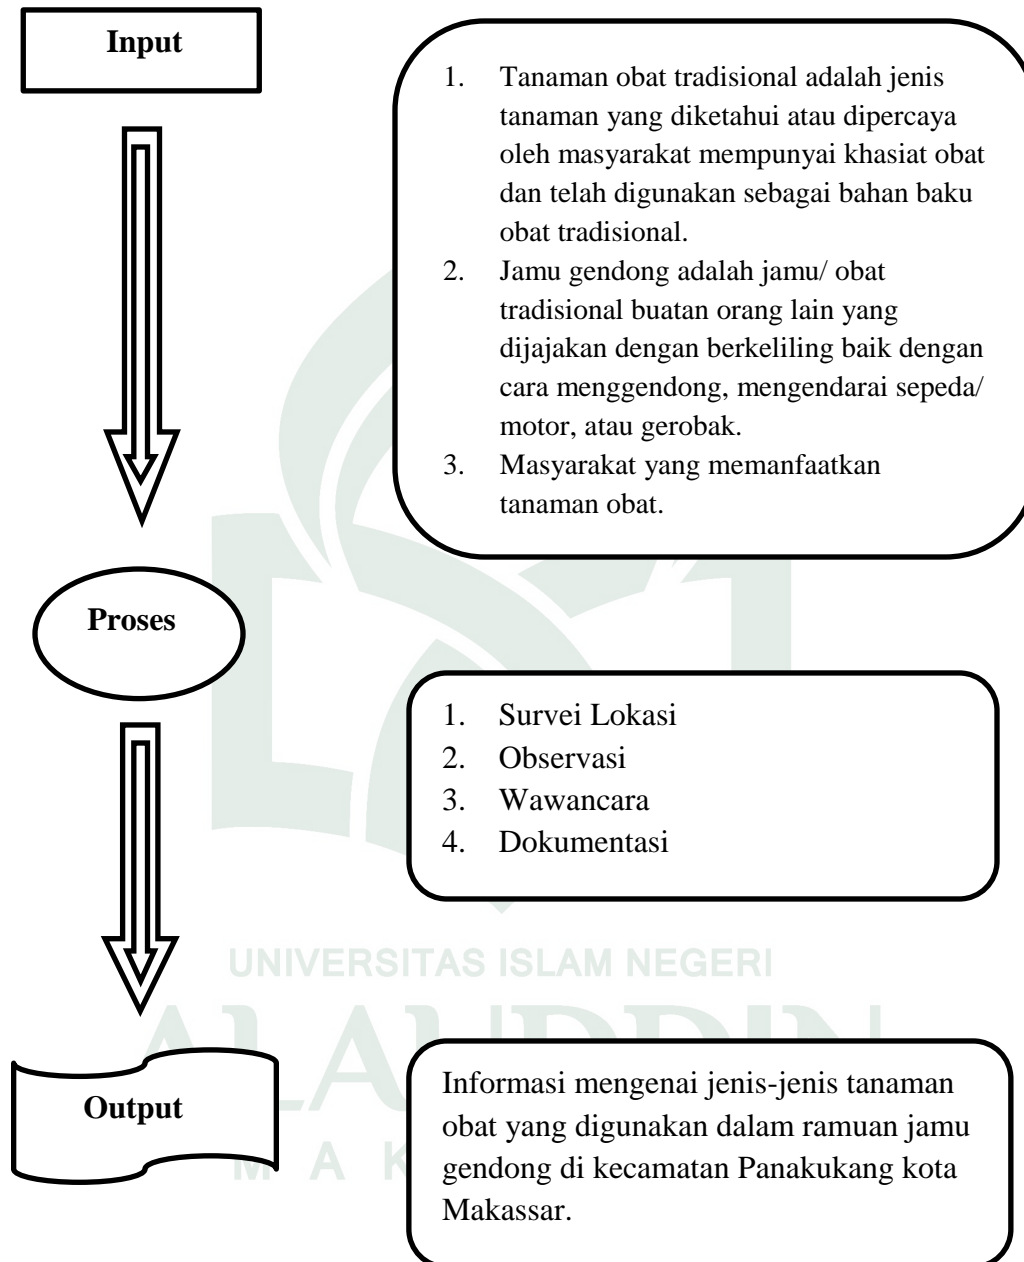 Input
1. Tanaman obat tradisional adalah jenis
tanaman yang diketahui atau dipercaya
oleh masyarakat mempunyai khasiat obat
dan telah digunakan sebagai bahan baku
obat tradisional.
2. Jamu gendong adalah jamu/ obat
tradisional buatan orang lain yang
dijajakan dengan berkeliling baik dengan
cara menggendong, mengendarai sepeda/
motor, atau gerobak.
3. Masyarakat yang memanfaatkan
tanaman obat.
Proses
1. Survei Lokasi
2. Observasi
3. Wawancara
4. Dokumentasi
UNIVERSITAS ISLAM NEGERI
ALAUDDIN
Output
Informasi mengenai jenis-jenis tanaman
obat yang digunakan dalam ramuan jamu
gendong di kecamatan Panakukang kota
Makassar.